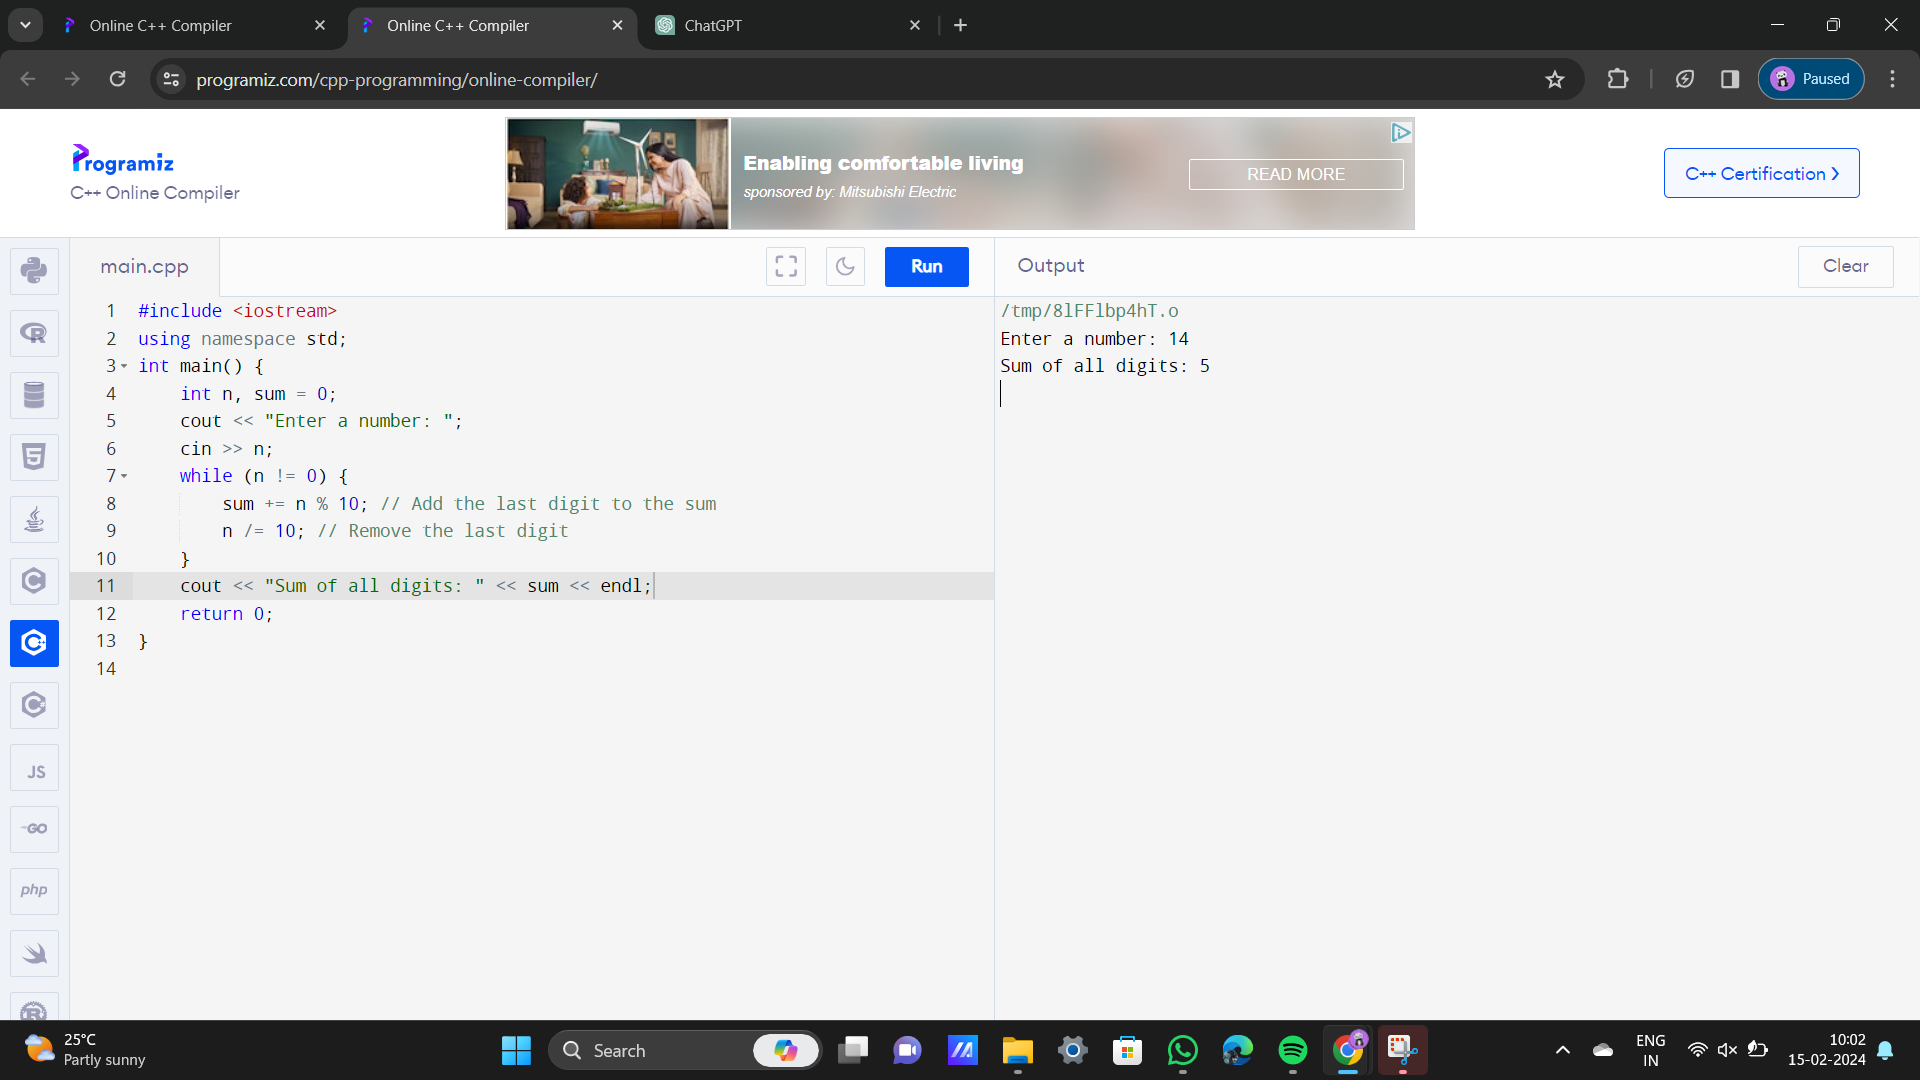 Online C++ Compiler
Online C++ Compiler
ChatGPT
programiz.com/cpp-programming/online-compiler/
Paused
Programiz
C++ Online Compiler
Enabling comfortable living
sponsored by: Mitsubishi Electric
READ MORE
C++ Certification >
main.cpp
Run
Output
Clear
1 #include <iostream>
2 using namespace std;
3 int main() {
4     int n, sum = 0;
5     cout << "Enter a number: ";
6     cin >> n;
7     while (n != 0) {
8         sum += n % 10; // Add the last digit to the sum
9         n /= 10; // Remove the last digit
10     }
11     cout << "Sum of all digits: " << sum << endl;
12     return 0;
13 }
14
/tmp/8lFFlbp4hT.o
Enter a number: 14
Sum of all digits: 5
R
5
C
C+
C
JS
GO
php
R
25°C
Partly sunny
Search
ENG
IN
10:02
15-02-2024